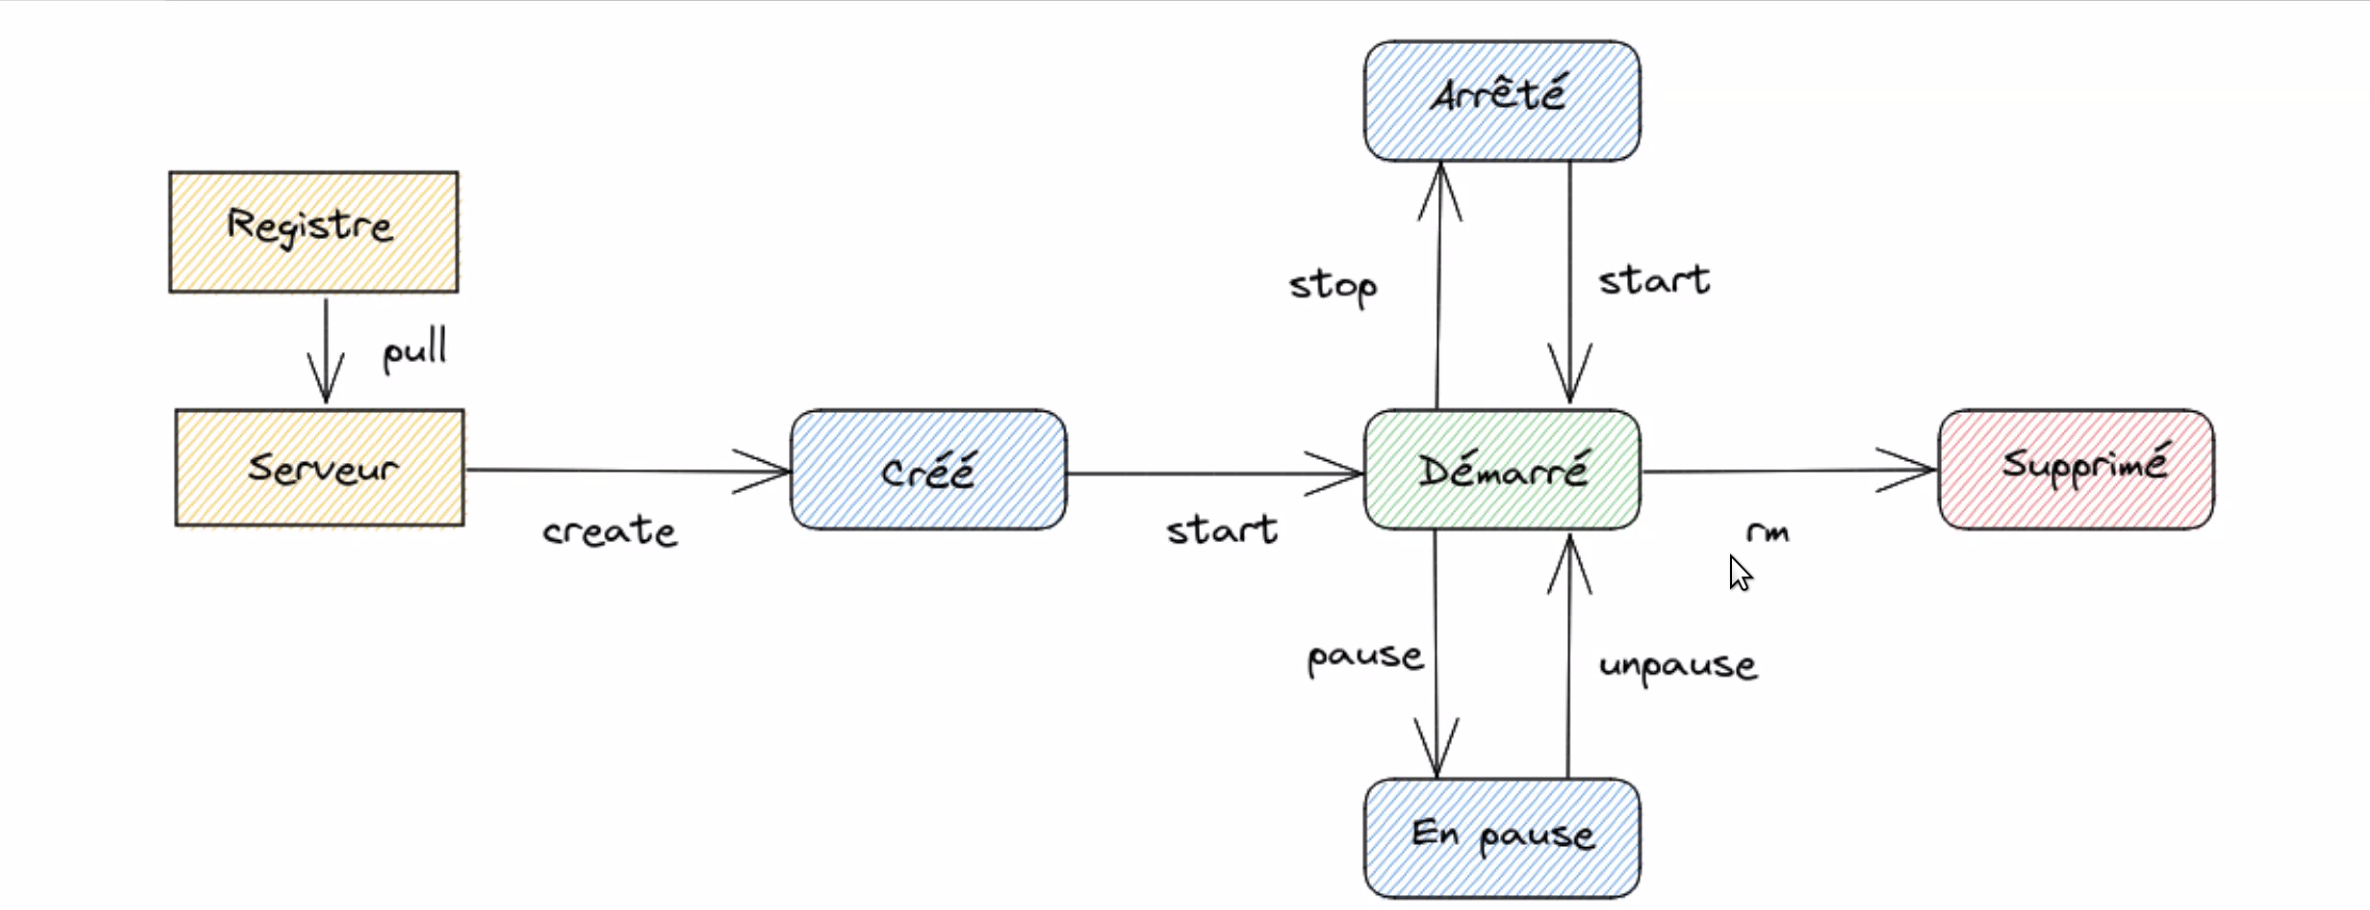 Arrêté
Registre
stop
start
pull
Serveur
Créé
Démarré
Supprimé
create
start
rm
pause
unpause
En pause